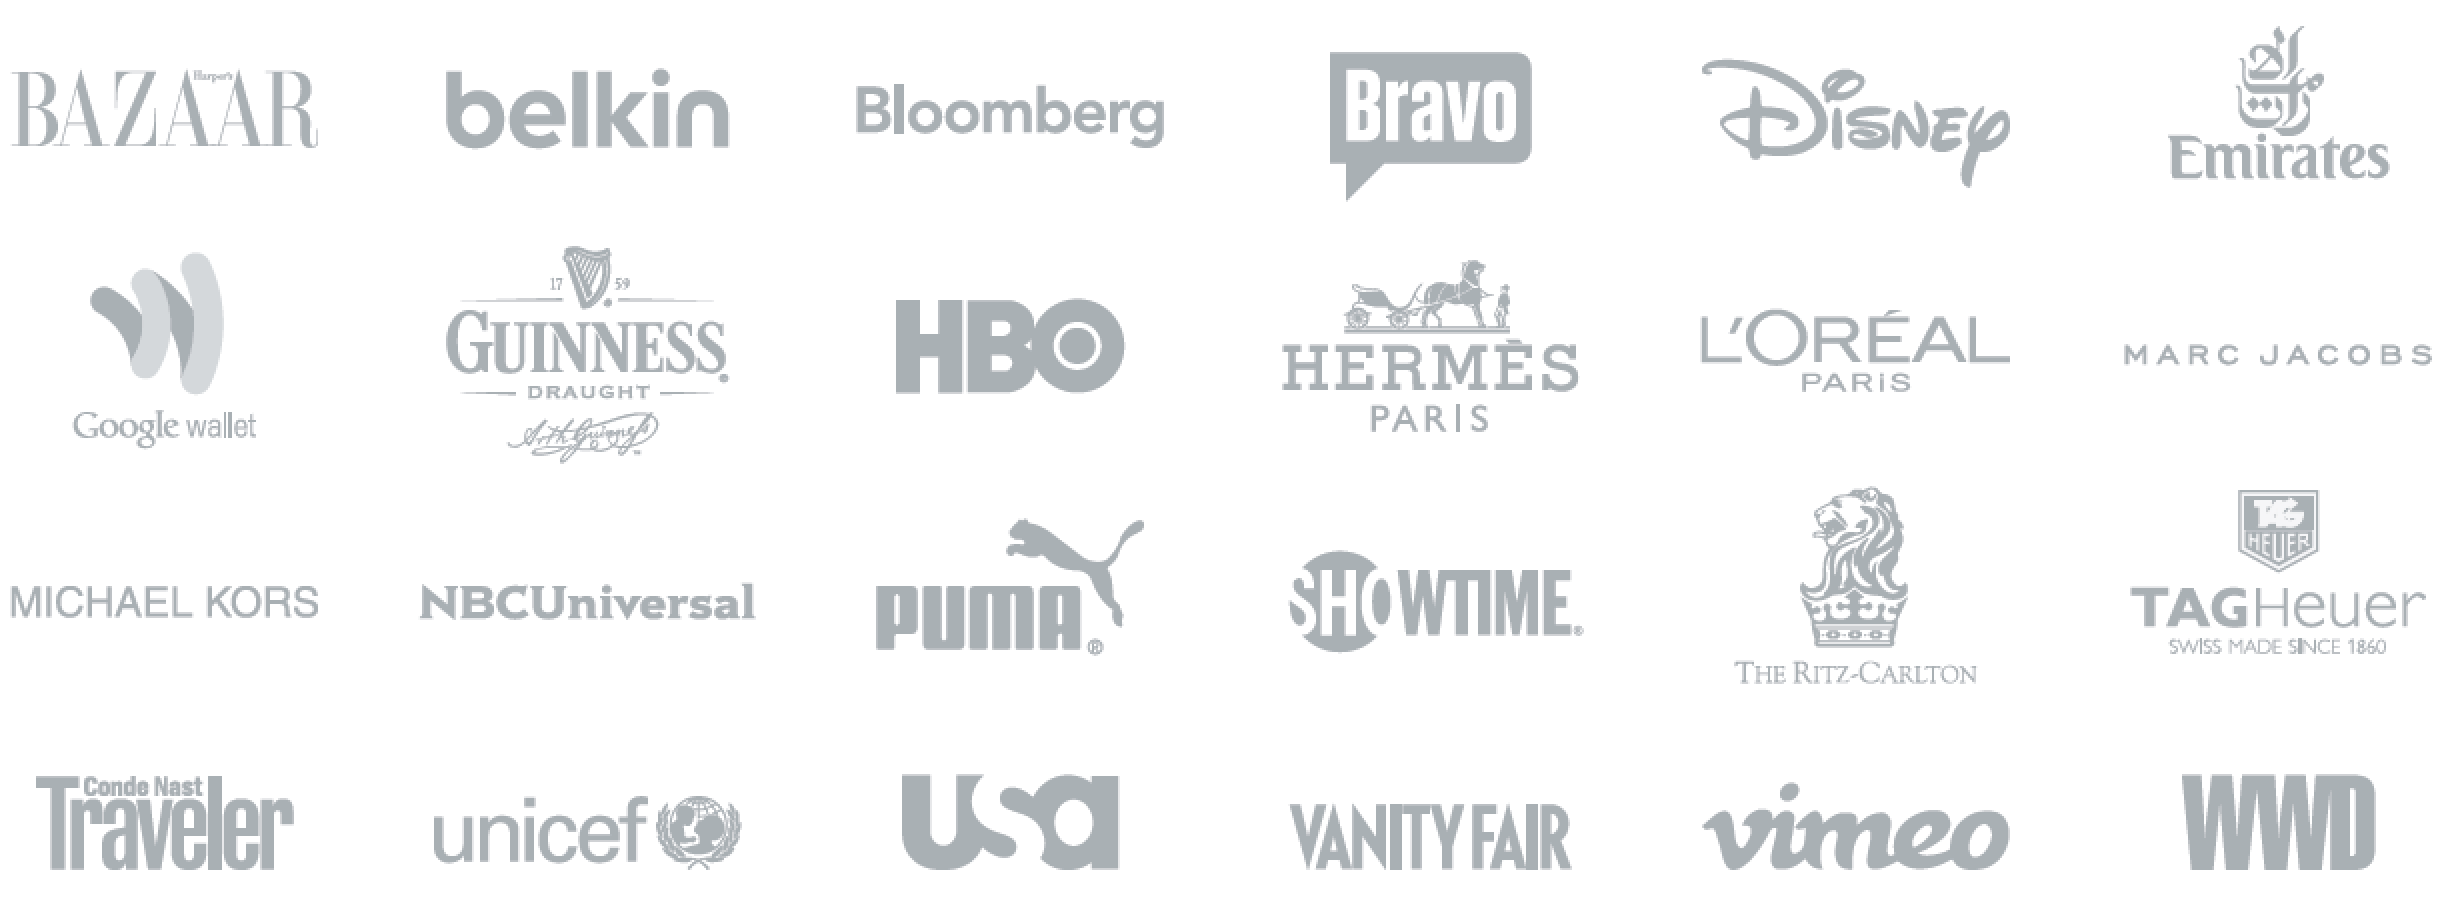 Harper's
BAZAAR
belkin
Bloomberg
Bravo
DISNEY
Emirates
Google wallet
17 59
GUINNESS
DRAUGHT
Arth Guinness
HBO
HERMÈS
PARIS
L'ORÉAL
PARiS
MARC JACOBS
MICHAEL KORS
NBCUniversal
PUMA®
SHOWTIME®
THE RITZ-CARLTON
TAG
HEUER
TAGHeuer
SWISS MADE SINCE 1860
Conde Nast
Traveler
unicef
usa
VANITY FAIR
vimeo
WWD